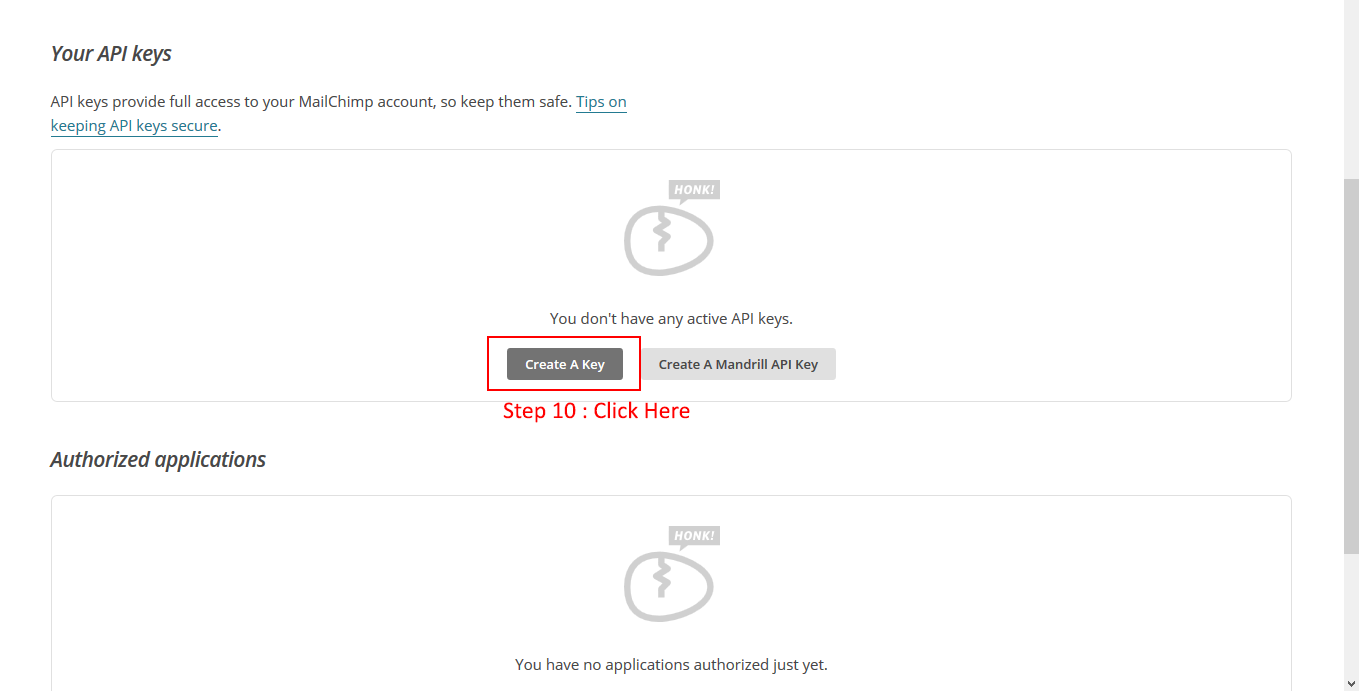 Your API keys
API keys provide full access to your MailChimp account, so keep them safe. Tips on
keeping API keys secure.
HONK!
You don't have any active API keys.
Create A Key Create A Mandrill API Key
Step 10 : Click Here
Authorized applications
HONK!
You have no applications authorized just yet.